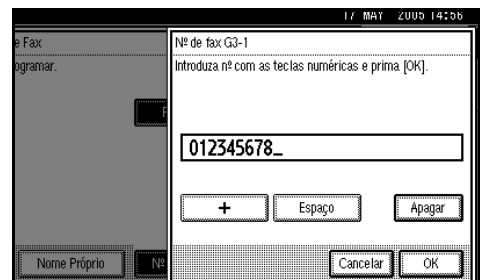 17 MAY 2005 14:56
e Fax
Nº de fax G3-1
ogramar.
Introduza nº com as teclas numéricas e prima [OK].
F
012345678_
+
Espaço
Apagar
Nome Próprio
Nº
Cancelar
OK